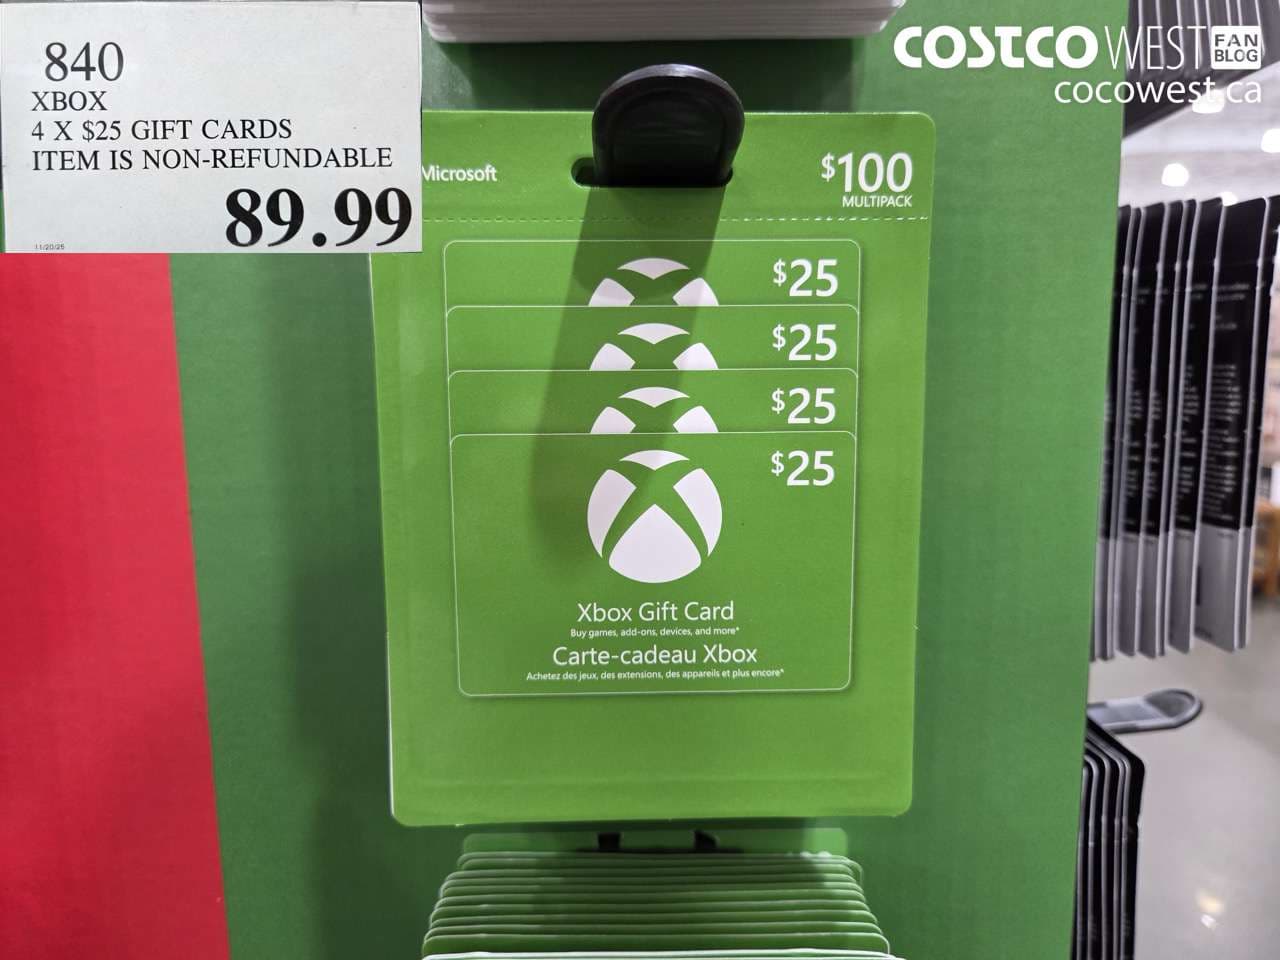 840
XBOX
4 X $25 GIFT CARDS
ITEM IS NON-REFUNDABLE
89.99
11/20/25
COSTCO WEST FAN BLOG
cocowest.ca
Microsoft
$100
MULTIPACK
$25
$25
$25
$25
Xbox Gift Card
Buy games, add-ons, devices, and more*
Carte-cadeau Xbox
Achetez des jeux, des extensions, des appareils et plus encore*